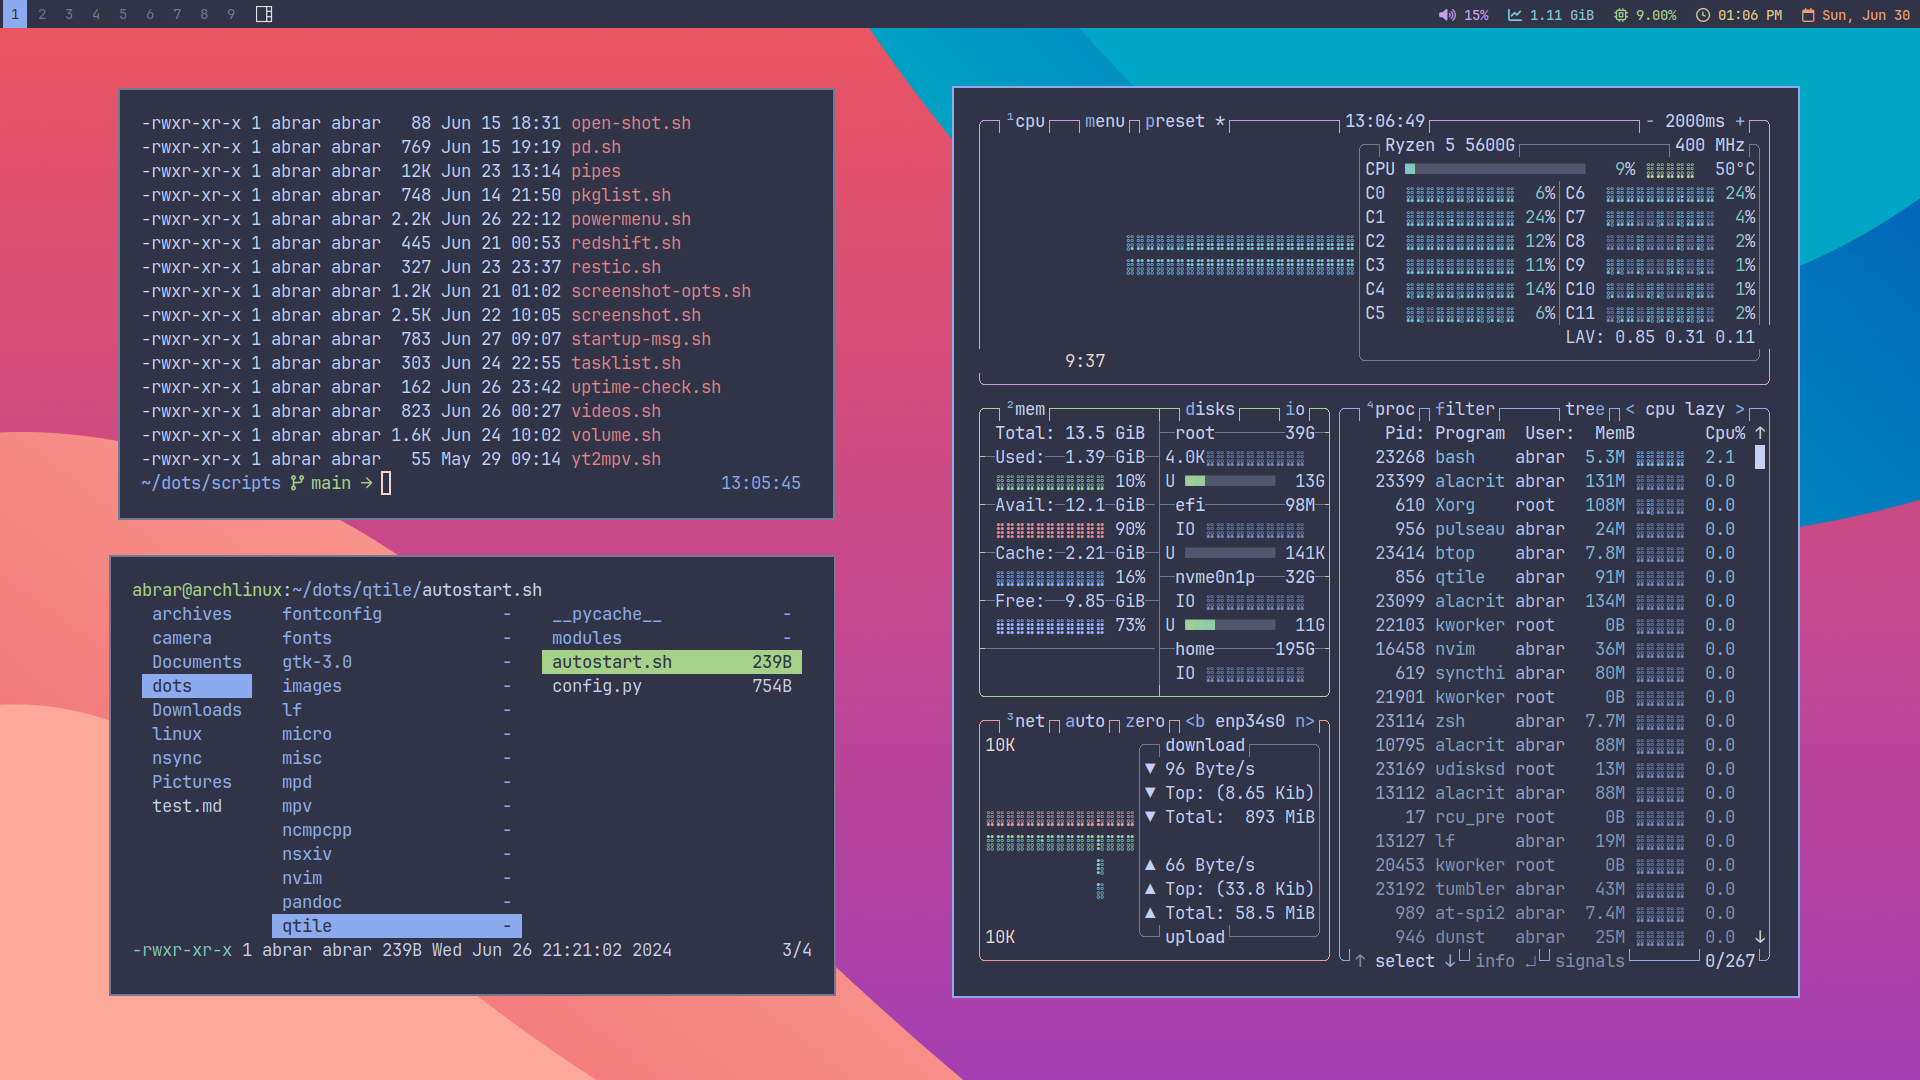 1 2 3 4 5 6 7 8 9
15% 1.11 GiB 9.00% 01:06 PM Sun, Jun 30
-rwxr-xr-x 1 abrar abrar 88 Jun 15 18:31 open-shot.sh
-rwxr-xr-x 1 abrar abrar 769 Jun 15 19:19 pd.sh
-rwxr-xr-x 1 abrar abrar 12K Jun 23 13:14 pipes
-rwxr-xr-x 1 abrar abrar 748 Jun 14 21:50 pkglist.sh
-rwxr-xr-x 1 abrar abrar 2.2K Jun 26 22:12 powermenu.sh
-rwxr-xr-x 1 abrar abrar 445 Jun 21 00:53 redshift.sh
-rwxr-xr-x 1 abrar abrar 327 Jun 23 23:37 restic.sh
-rwxr-xr-x 1 abrar abrar 1.2K Jun 21 01:02 screenshot-opts.sh
-rwxr-xr-x 1 abrar abrar 2.5K Jun 22 10:05 screenshot.sh
-rwxr-xr-x 1 abrar abrar 783 Jun 27 09:07 startup-msg.sh
-rwxr-xr-x 1 abrar abrar 303 Jun 24 22:55 tasklist.sh
-rwxr-xr-x 1 abrar abrar 162 Jun 26 23:42 uptime-check.sh
-rwxr-xr-x 1 abrar abrar 823 Jun 26 00:27 videos.sh
-rwxr-xr-x 1 abrar abrar 1.6K Jun 24 10:02 volume.sh
-rwxr-xr-x 1 abrar abrar 55 May 29 09:14 yt2mpv.sh
~/dots/scripts main → 13:05:45
abrar@archlinux:~/dots/qtile/autostart.sh
archives fontconfig - __pycache__ -
camera fonts - modules -
Documents gtk-3.0 - autostart.sh 239B
dots images - config.py 754B
Downloads lf -
linux micro -
nsync misc -
Pictures mpd -
test.md mpv -
ncmpcpp -
nsxiv -
nvim -
pandoc -
qtile -
-rwxr-xr-x 1 abrar abrar 239B Wed Jun 26 21:21:02 2024 3/4
¹cpu menu preset * 13:06:49 - 2000ms +
Ryzen 5 5600G 400 MHz
CPU 9% 50°C
C0 6% C6 24%
C1 24% C7 4%
C2 12% C8 2%
C3 11% C9 1%
C4 14% C10 1%
C5 6% C11 2%
LAV: 0.85 0.31 0.11
9:37
²mem disks io
Total: 13.5 GiB root 39G
Used: 1.39 GiB 4.0K
10% U 13G
Avail: 12.1 GiB efi 98M
90% IO
Cache: 2.21 GiB U 141K
16% nvme0n1p 32G
Free: 9.85 GiB IO
73% U 11G
home 195G
IO
³net auto zero <b enp34s0 n>
10K download
▼ 96 Byte/s
▼ Top: (8.65 Kib)
▼ Total: 893 MiB
▲ 66 Byte/s
▲ Top: (33.8 Kib)
▲ Total: 58.5 MiB
10K upload
⁴proc filter tree < cpu lazy >
Pid: Program User: MemB Cpu% ↑
23268 bash abrar 5.3M 2.1
23399 alacrit abrar 131M 0.0
610 Xorg root 108M 0.0
956 pulseau abrar 24M 0.0
23414 btop abrar 7.8M 0.0
856 qtile abrar 91M 0.0
23099 alacrit abrar 134M 0.0
22103 kworker root 0B 0.0
16458 nvim abrar 36M 0.0
619 syncthi abrar 80M 0.0
21901 kworker root 0B 0.0
23114 zsh abrar 7.7M 0.0
10795 alacrit abrar 88M 0.0
23169 udisksd root 13M 0.0
13112 alacrit abrar 88M 0.0
17 rcu_pre root 0B 0.0
13127 lf abrar 19M 0.0
20453 kworker root 0B 0.0
23192 tumbler abrar 43M 0.0
989 at-spi2 abrar 7.4M 0.0
946 dunst abrar 25M 0.0 ↓
↑ select ↓ info ↵ signals 0/267